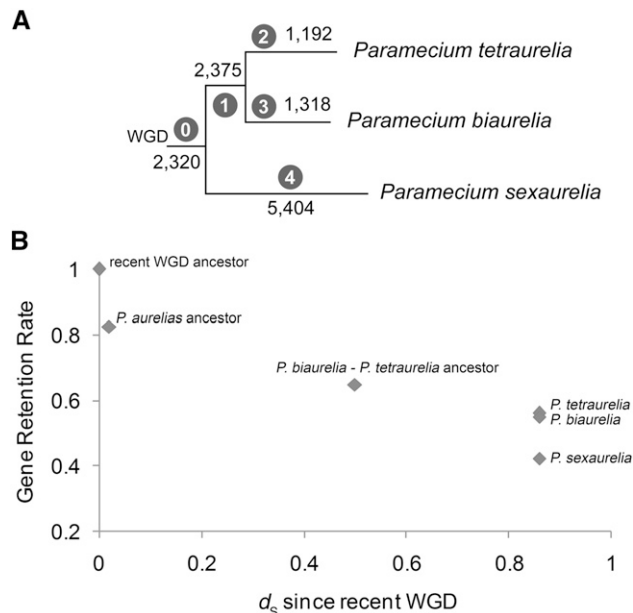 A
2 1,192
Paramecium tetraurelia
2,375
WGD 0 1 3 1,318
Paramecium biaurelia
2,320
4
Paramecium sexaurelia
5,404
B
recent WGD ancestor
1
P. aurelias ancestor
0.8
P. biaurelia - P. tetraurelia ancestor
0.6
P. tetraurelia
P. biaurelia
P. sexaurelia
0.4
0.2
Gene Retention Rate
0 0.2 0.4 0.6 0.8 1
ds since recent WGD